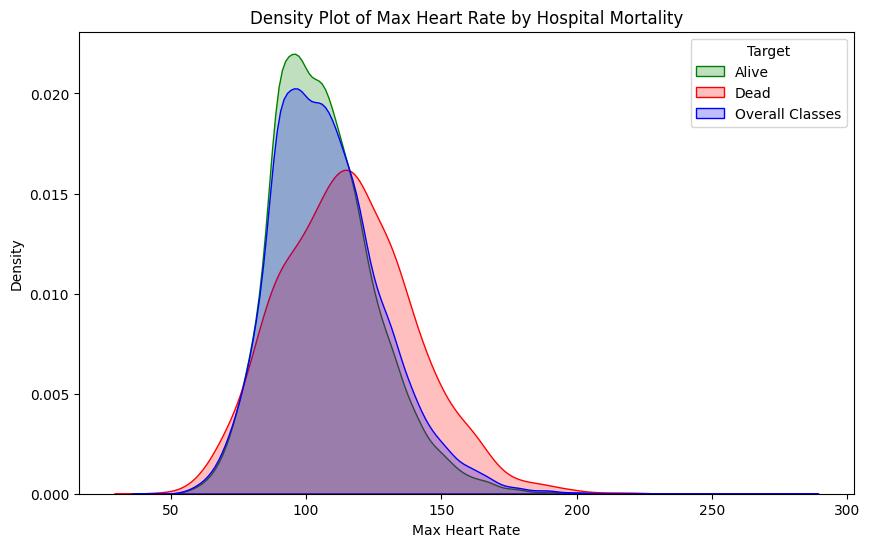 Density Plot of Max Heart Rate by Hospital Mortality
Target
Alive
Dead
Overall Classes
Density
0.020
0.015
0.010
0.005
0.000
50
100
150
200
250
300
Max Heart Rate